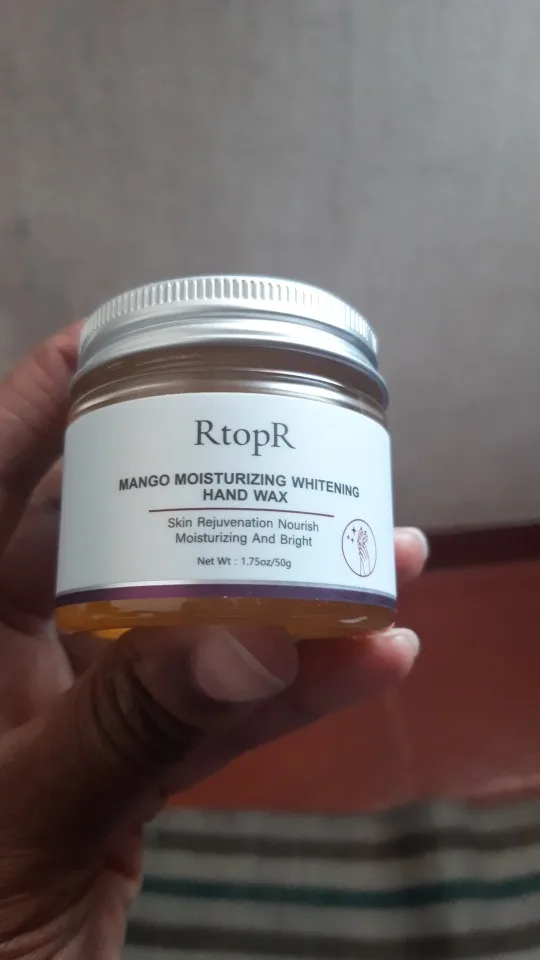 RtopR
MANGO MOISTURIZING WHITENING
HAND WAX
Skin Rejuvenation Nourish
Moisturizing And Bright
Net Wt : 1.75oz/50g